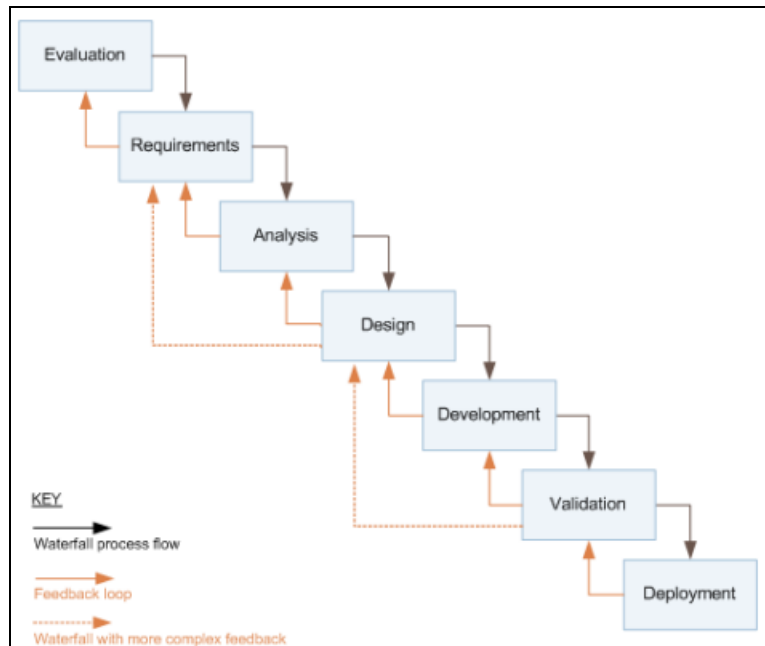 Evaluation
Requirements
Analysis
Design
Development
Validation
Deployment
KEY
Waterfall process flow
Feedback loop
Waterfall with more complex feedback